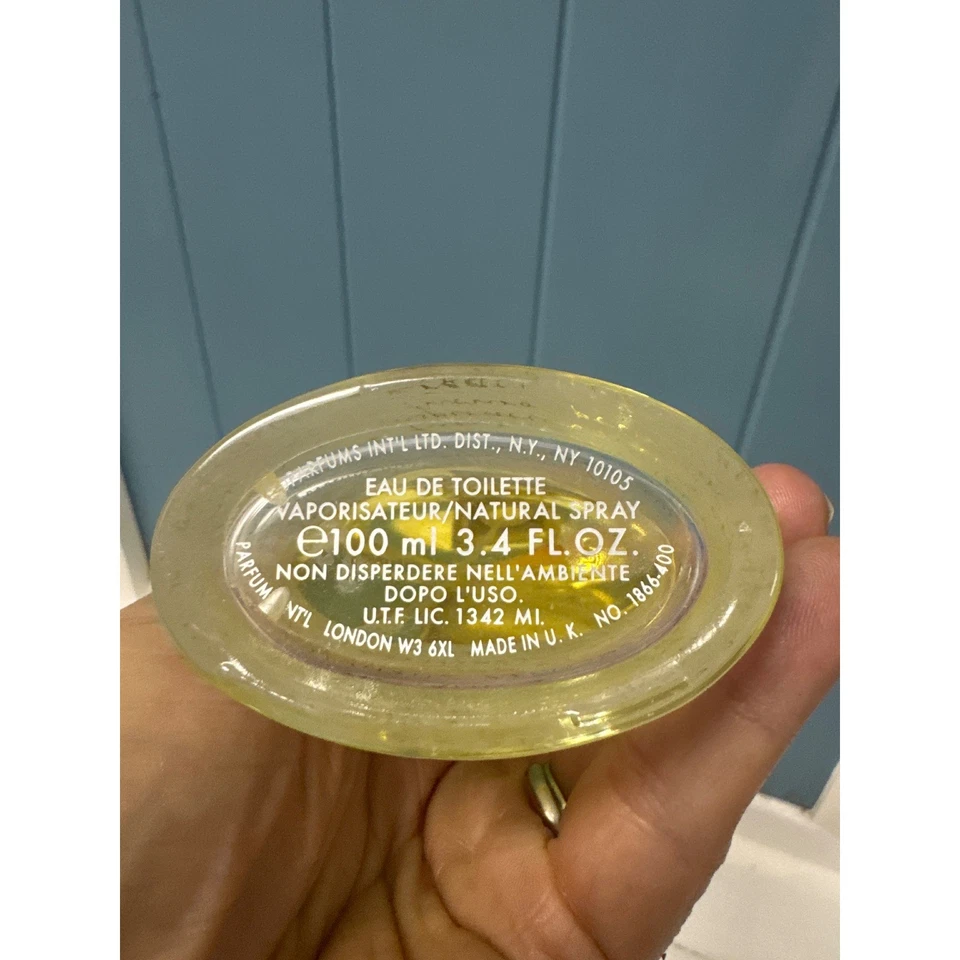 PARFUMS INT'L LTD. DIST., N.Y., NY 10105
EAU DE TOILETTE
VAPORISATEUR/NATURAL SPRAY
e100 ml 3.4 FL.OZ.
NON DISPERDERE NELL'AMBIENTE
DOPO L'USO.
U.T.F. LIC. 1342 MI.
PARFUM INT'L LONDON W3 6XL MADE IN U.K. NO. 1866-400